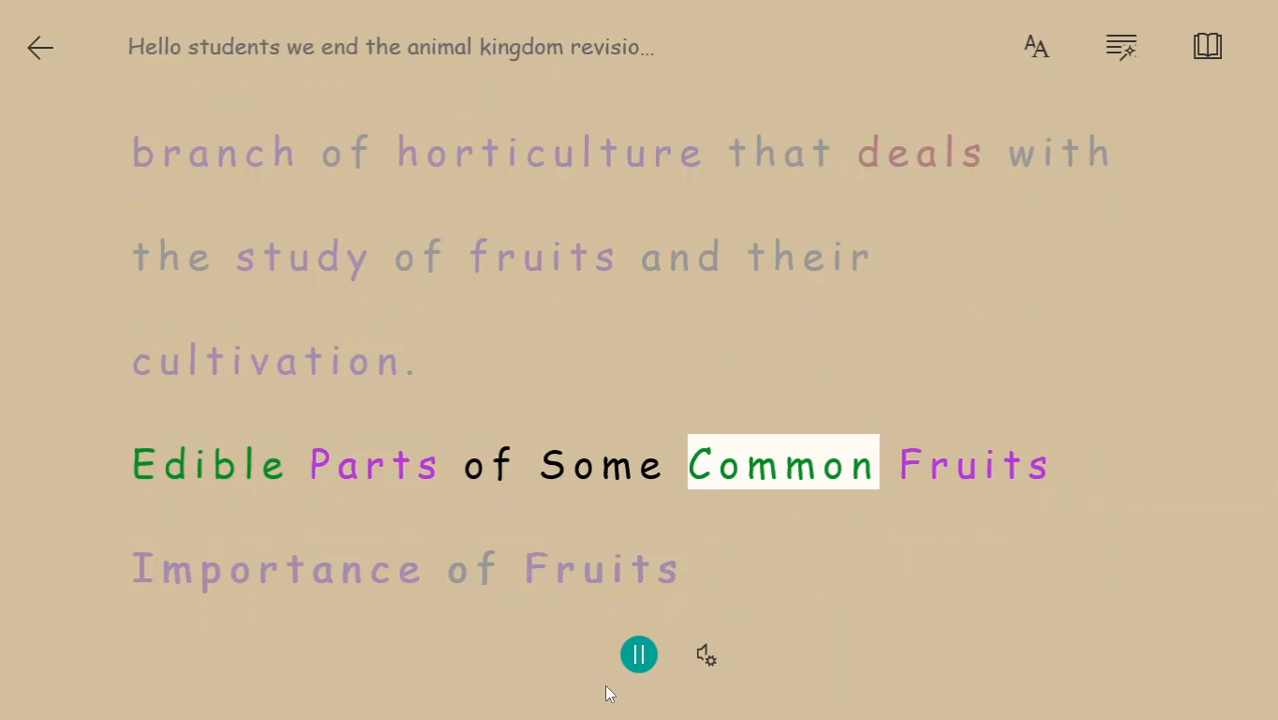 Hello students we end the animal kingdom revisio...
branch of horticulture that deals with
the study of fruits and their
cultivation.
Edible Parts of Some Common Fruits
Importance of Fruits